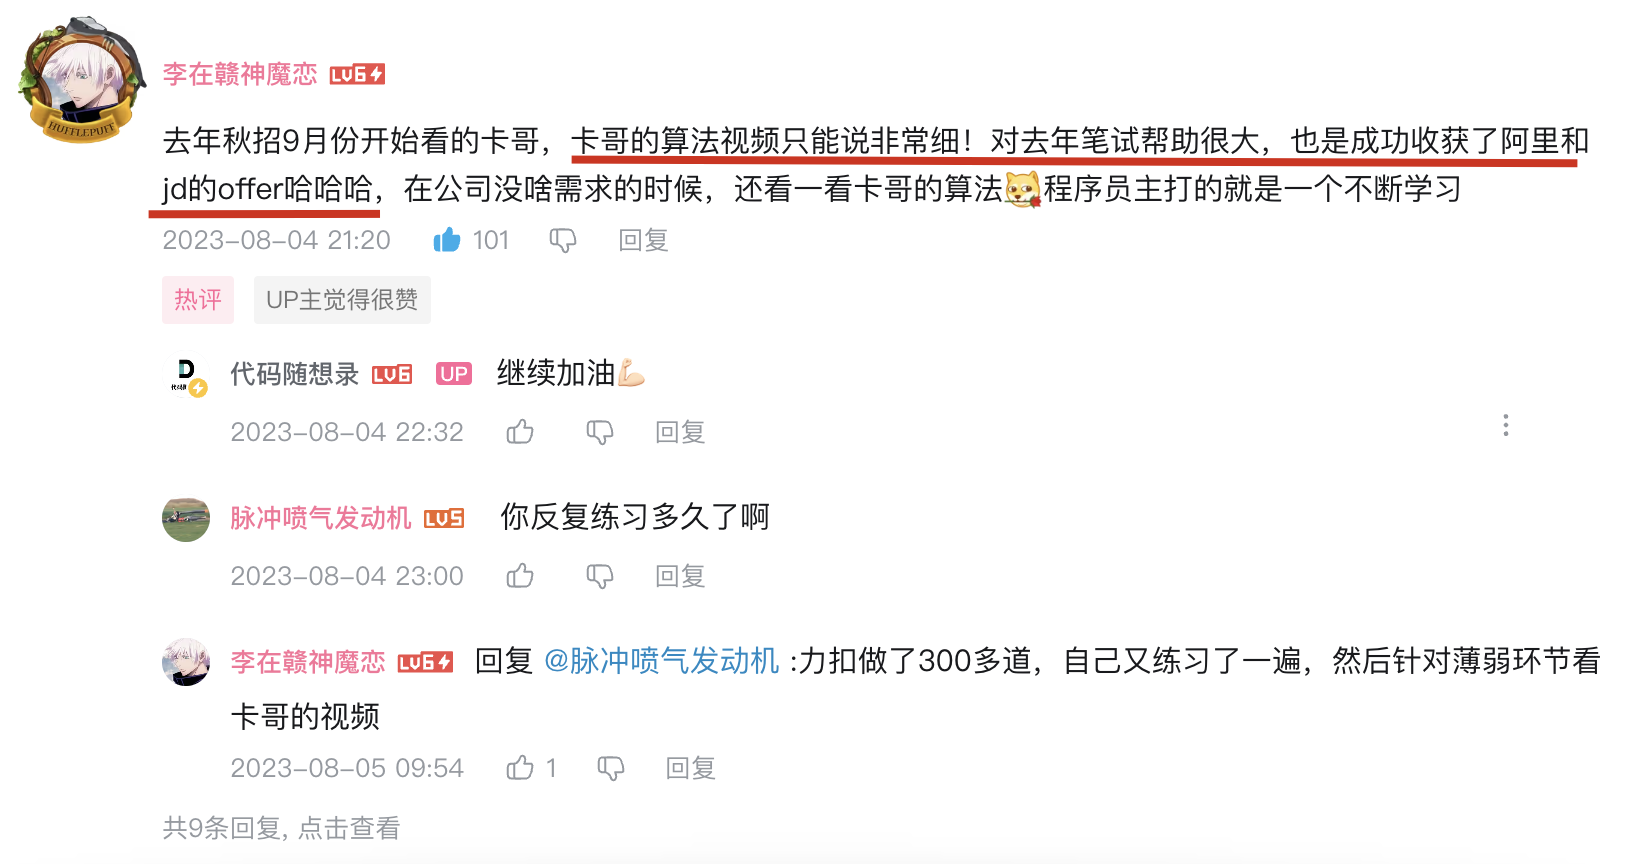 李在赣神魔恋 LV6
HUFFLEPUFF
去年秋招9月份开始看的卡哥，卡哥的算法视频只能说非常细！对去年笔试帮助很大，也是成功收获了阿里和
jd的offer哈哈哈，在公司没啥需求的时候，还看一看卡哥的算法程序员主打的就是一个不断学习
2023-08-04 21:20 101 回复
热评 UP主觉得很赞
D 代码随想录 LV6 UP 继续加油💪🏻
2023-08-04 22:32 回复
脉冲喷气发动机 LV5 你反复练习多久了啊
2023-08-04 23:00 回复
李在赣神魔恋 LV6 回复 @脉冲喷气发动机 :力扣做了300多道，自己又练习了一遍，然后针对薄弱环节看
卡哥的视频
2023-08-05 09:54 1 回复
共9条回复, 点击查看